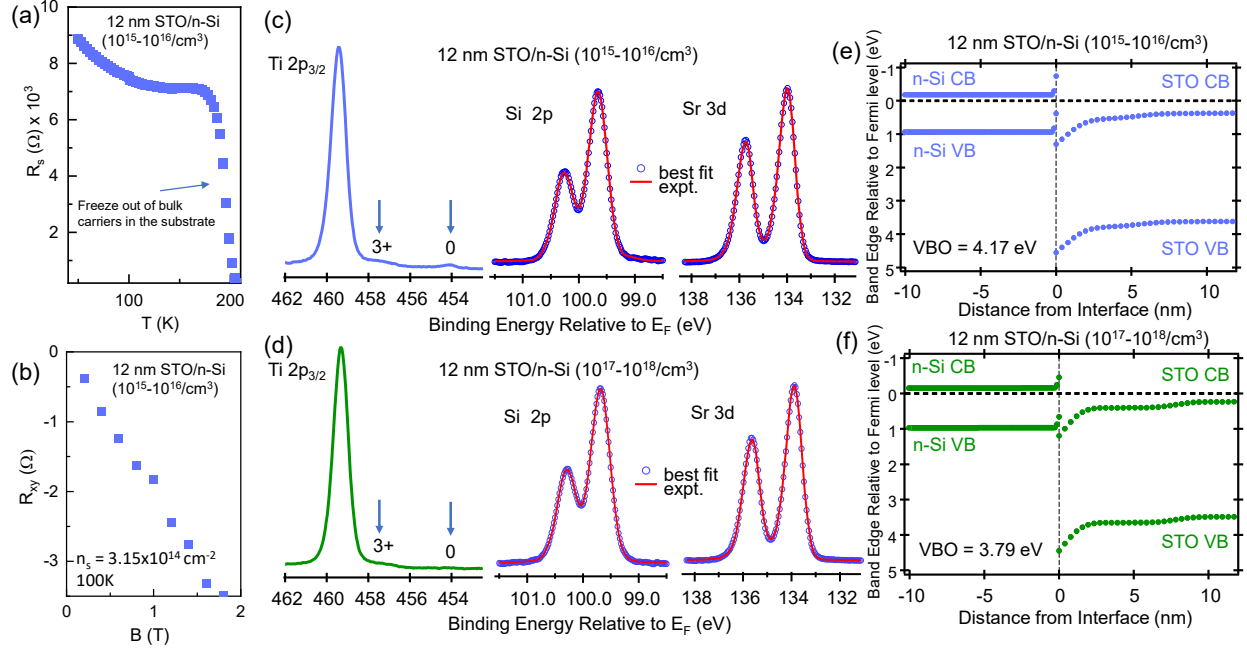 (a)
12 nm STO/n-Si
(10¹⁵-10¹⁶/cm³)
10
8
6
4
2
R_s (Ω) x 10³
Freeze out of bulk
carriers in the substrate
100
200
T (K)
(b)
12 nm STO/n-Si
(10¹⁵-10¹⁶/cm³)
0
-1
-2
-3
R_xy (Ω)
n_s = 3.15x10¹⁴ cm⁻²
100K
0 1 2
B (T)
(c)
Ti 2p_3/2
12 nm STO/n-Si (10¹⁵-10¹⁶/cm³)
Si 2p
Sr 3d
best fit
expt.
3+
0
462 460 458 456 454
101.0 100.0 99.0
138 136 134 132
Binding Energy Relative to E_F (eV)
(d)
Ti 2p_3/2
12 nm STO/n-Si (10¹⁷-10¹⁸/cm³)
Si 2p
Sr 3d
best fit
expt.
3+
0
462 460 458 456 454
101.0 100.0 99.0
138 136 134 132
Binding Energy Relative to E_F (eV)
(e)
12 nm STO/n-Si (10¹⁵-10¹⁶/cm³)
Band Edge Relative to Fermi level (eV)
-1
0
1
2
3
4
5
n-Si CB
STO CB
n-Si VB
STO VB
VBO = 4.17 eV
-10 -5 0 5 10
Distance from Interface (nm)
(f)
12 nm STO/n-Si (10¹⁷-10¹⁸/cm³)
Band Edge Relative to Fermi level (eV)
-1
0
1
2
3
4
5
n-Si CB
STO CB
n-Si VB
STO VB
VBO = 3.79 eV
-10 -5 0 5 10
Distance from Interface (nm)